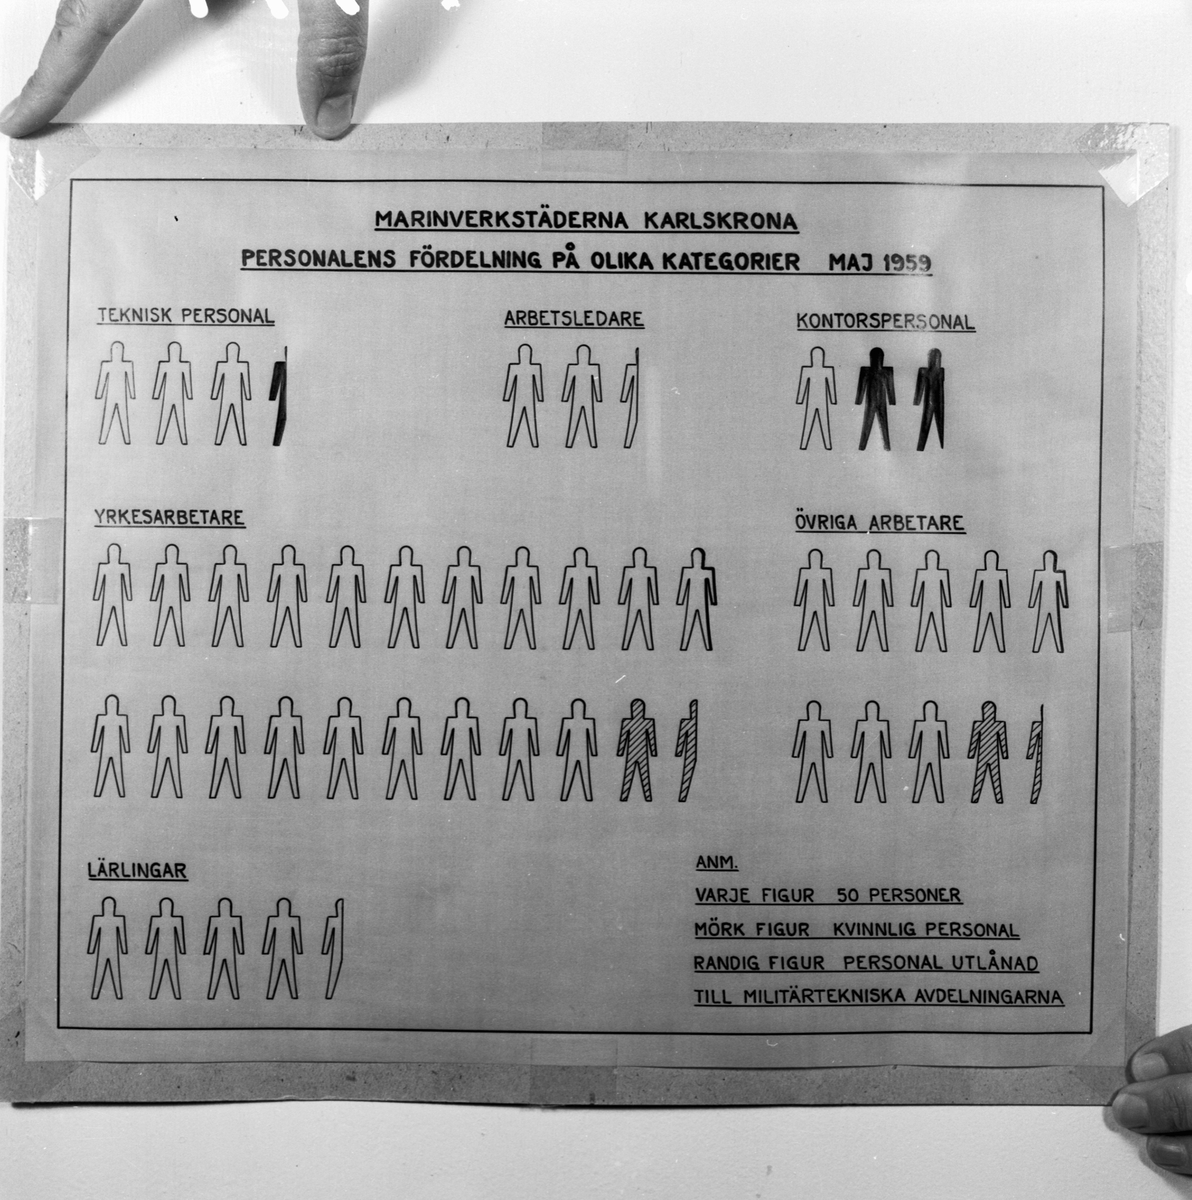 MARINVERKSTÄDERNA KARLSKRONA
PERSONALENS FÖRDELNING PÅ OLIKA KATEGORIER MAJ 1959
TEKNISK PERSONAL
ARBETSLEDARE
KONTORSPERSONAL
YRKESARBETARE
ÖVRIGA ARBETARE
LÄRLINGAR
ANM.
VARJE FIGUR 50 PERSONER
MÖRK FIGUR KVINNLIG PERSONAL
RANDIG FIGUR PERSONAL UTLÅNAD
TILL MILITÄRTEKNISKA AVDELNINGARNA